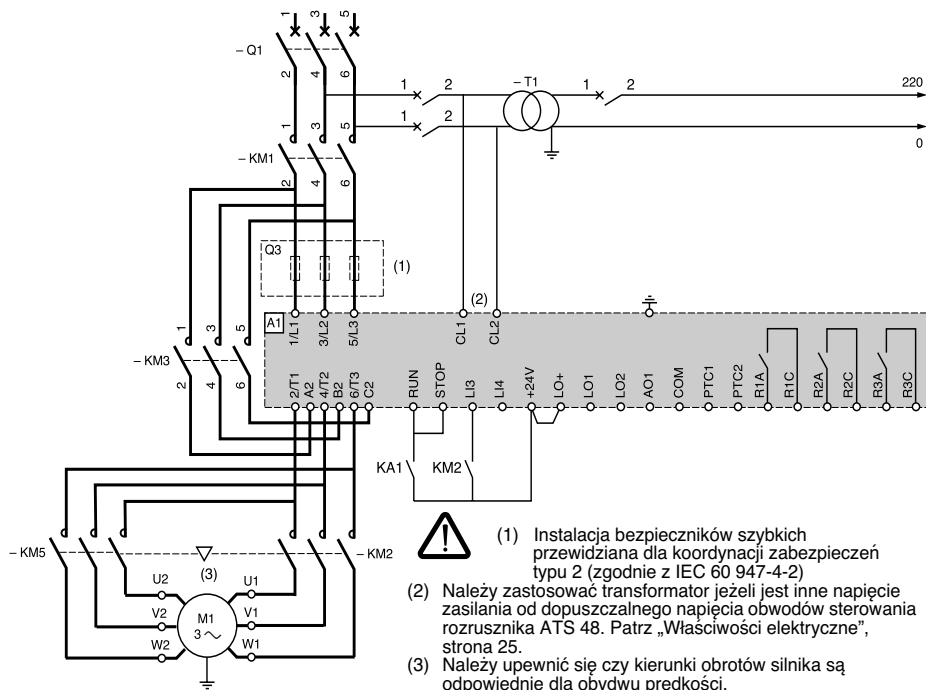 1 3 5
– Q1
2 4 6
1 2 – T1 1 2 220
1 2
0
1 3 5
– KM1
2 4 6
Q3
(1)
(2)
A1 1/L1 3/L2 5/L3 CL1 CL2
1 3 5
– KM3
2 4 6
2/T1 A2 4/T2 B2 6/T3 C2 RUN STOP LI3 LI4 +24V LO+ LO1 LO2 AO1 COM PTC1 PTC2 R1A R1C R2A R2C R3A R3C
KA1 KM2
– KM5 – KM2
(3)
U2 U1
V2 M1 V1
3 ~
W2 W1
(1) Instalacja bezpieczników szybkich
przewidziana dla koordynacji zabezpieczeń
typu 2 (zgodnie z IEC 60 947-4-2)
(2) Należy zastosować transformator jeżeli jest inne napięcie
zasilania od dopuszczalnego napięcia obwodów sterowania
rozrusznika ATS 48. Patrz „Właściwości elektryczne”,
strona 25.
(3) Należy upewnić się czy kierunki obrotów silnika są
odpowiednie dla obydwu prędkości.